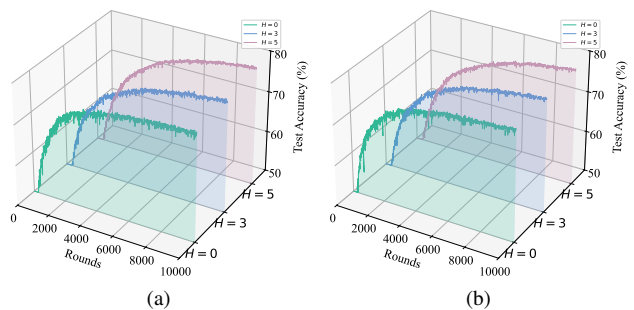 H = 0
H = 3
H = 5
80
70
60
50
Test Accuracy (%)
0
2000
4000
6000
8000
10000
Rounds
H = 0
H = 3
H = 5
(a)
H = 0
H = 3
H = 5
80
70
60
50
Test Accuracy (%)
0
2000
4000
6000
8000
10000
Rounds
H = 0
H = 3
H = 5
(b)